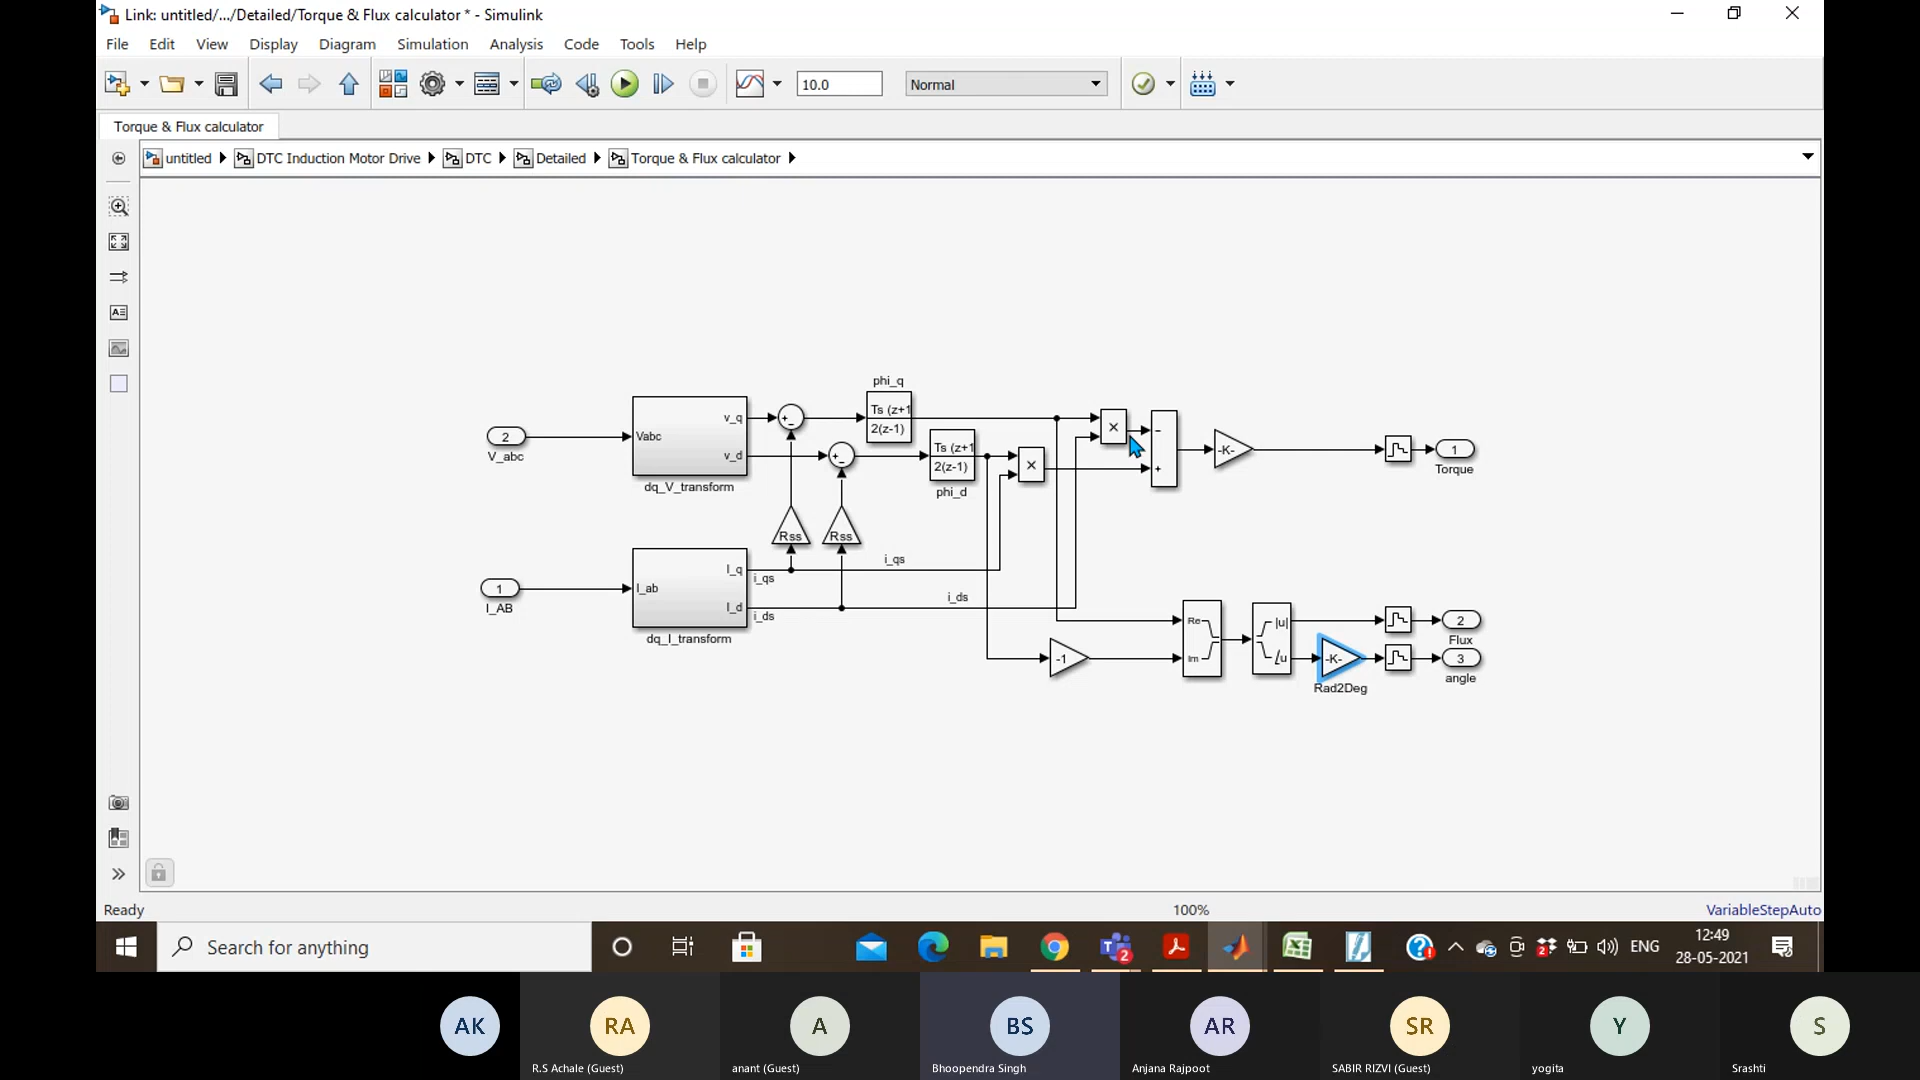 Link: untitled/.../Detailed/Torque & Flux calculator * - Simulink
File Edit View Display Diagram Simulation Analysis Code Tools Help
10.0 Normal
Torque & Flux calculator
untitled DTC Induction Motor Drive DTC Detailed Torque & Flux calculator
phi_q
v_q + - Ts (z+1 × -
2 Vabc 2(z-1)
V_abc v_d + - Ts (z+1 × + -K- 1
2(z-1) Torque
dq_V_transform phi_d
Rss Rss
I_q i_qs i_qs
1 I_ab
I_AB I_d i_ds i_ds
dq_I_transform
Re |u| 2
Flux
-1 Im /u -K- 3
Rad2Deg angle
Ready 100% VariableStepAuto
Search for anything 2 ENG 12:49
28-05-2021
AK RA A BS AR SR Y S
R.S Achale (Guest) anant (Guest) Bhoopendra Singh Anjana Rajpoot SABIR RIZVI (Guest) yogita Srashti